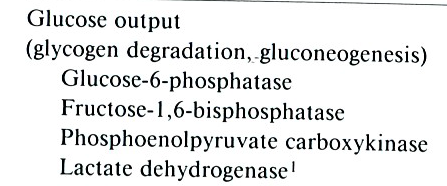 Glucose output
(glycogen degradation, gluconeogenesis)
Glucose-6-phosphatase
Fructose-1,6-bisphosphatase
Phosphoenolpyruvate carboxykinase
Lactate dehydrogenase¹